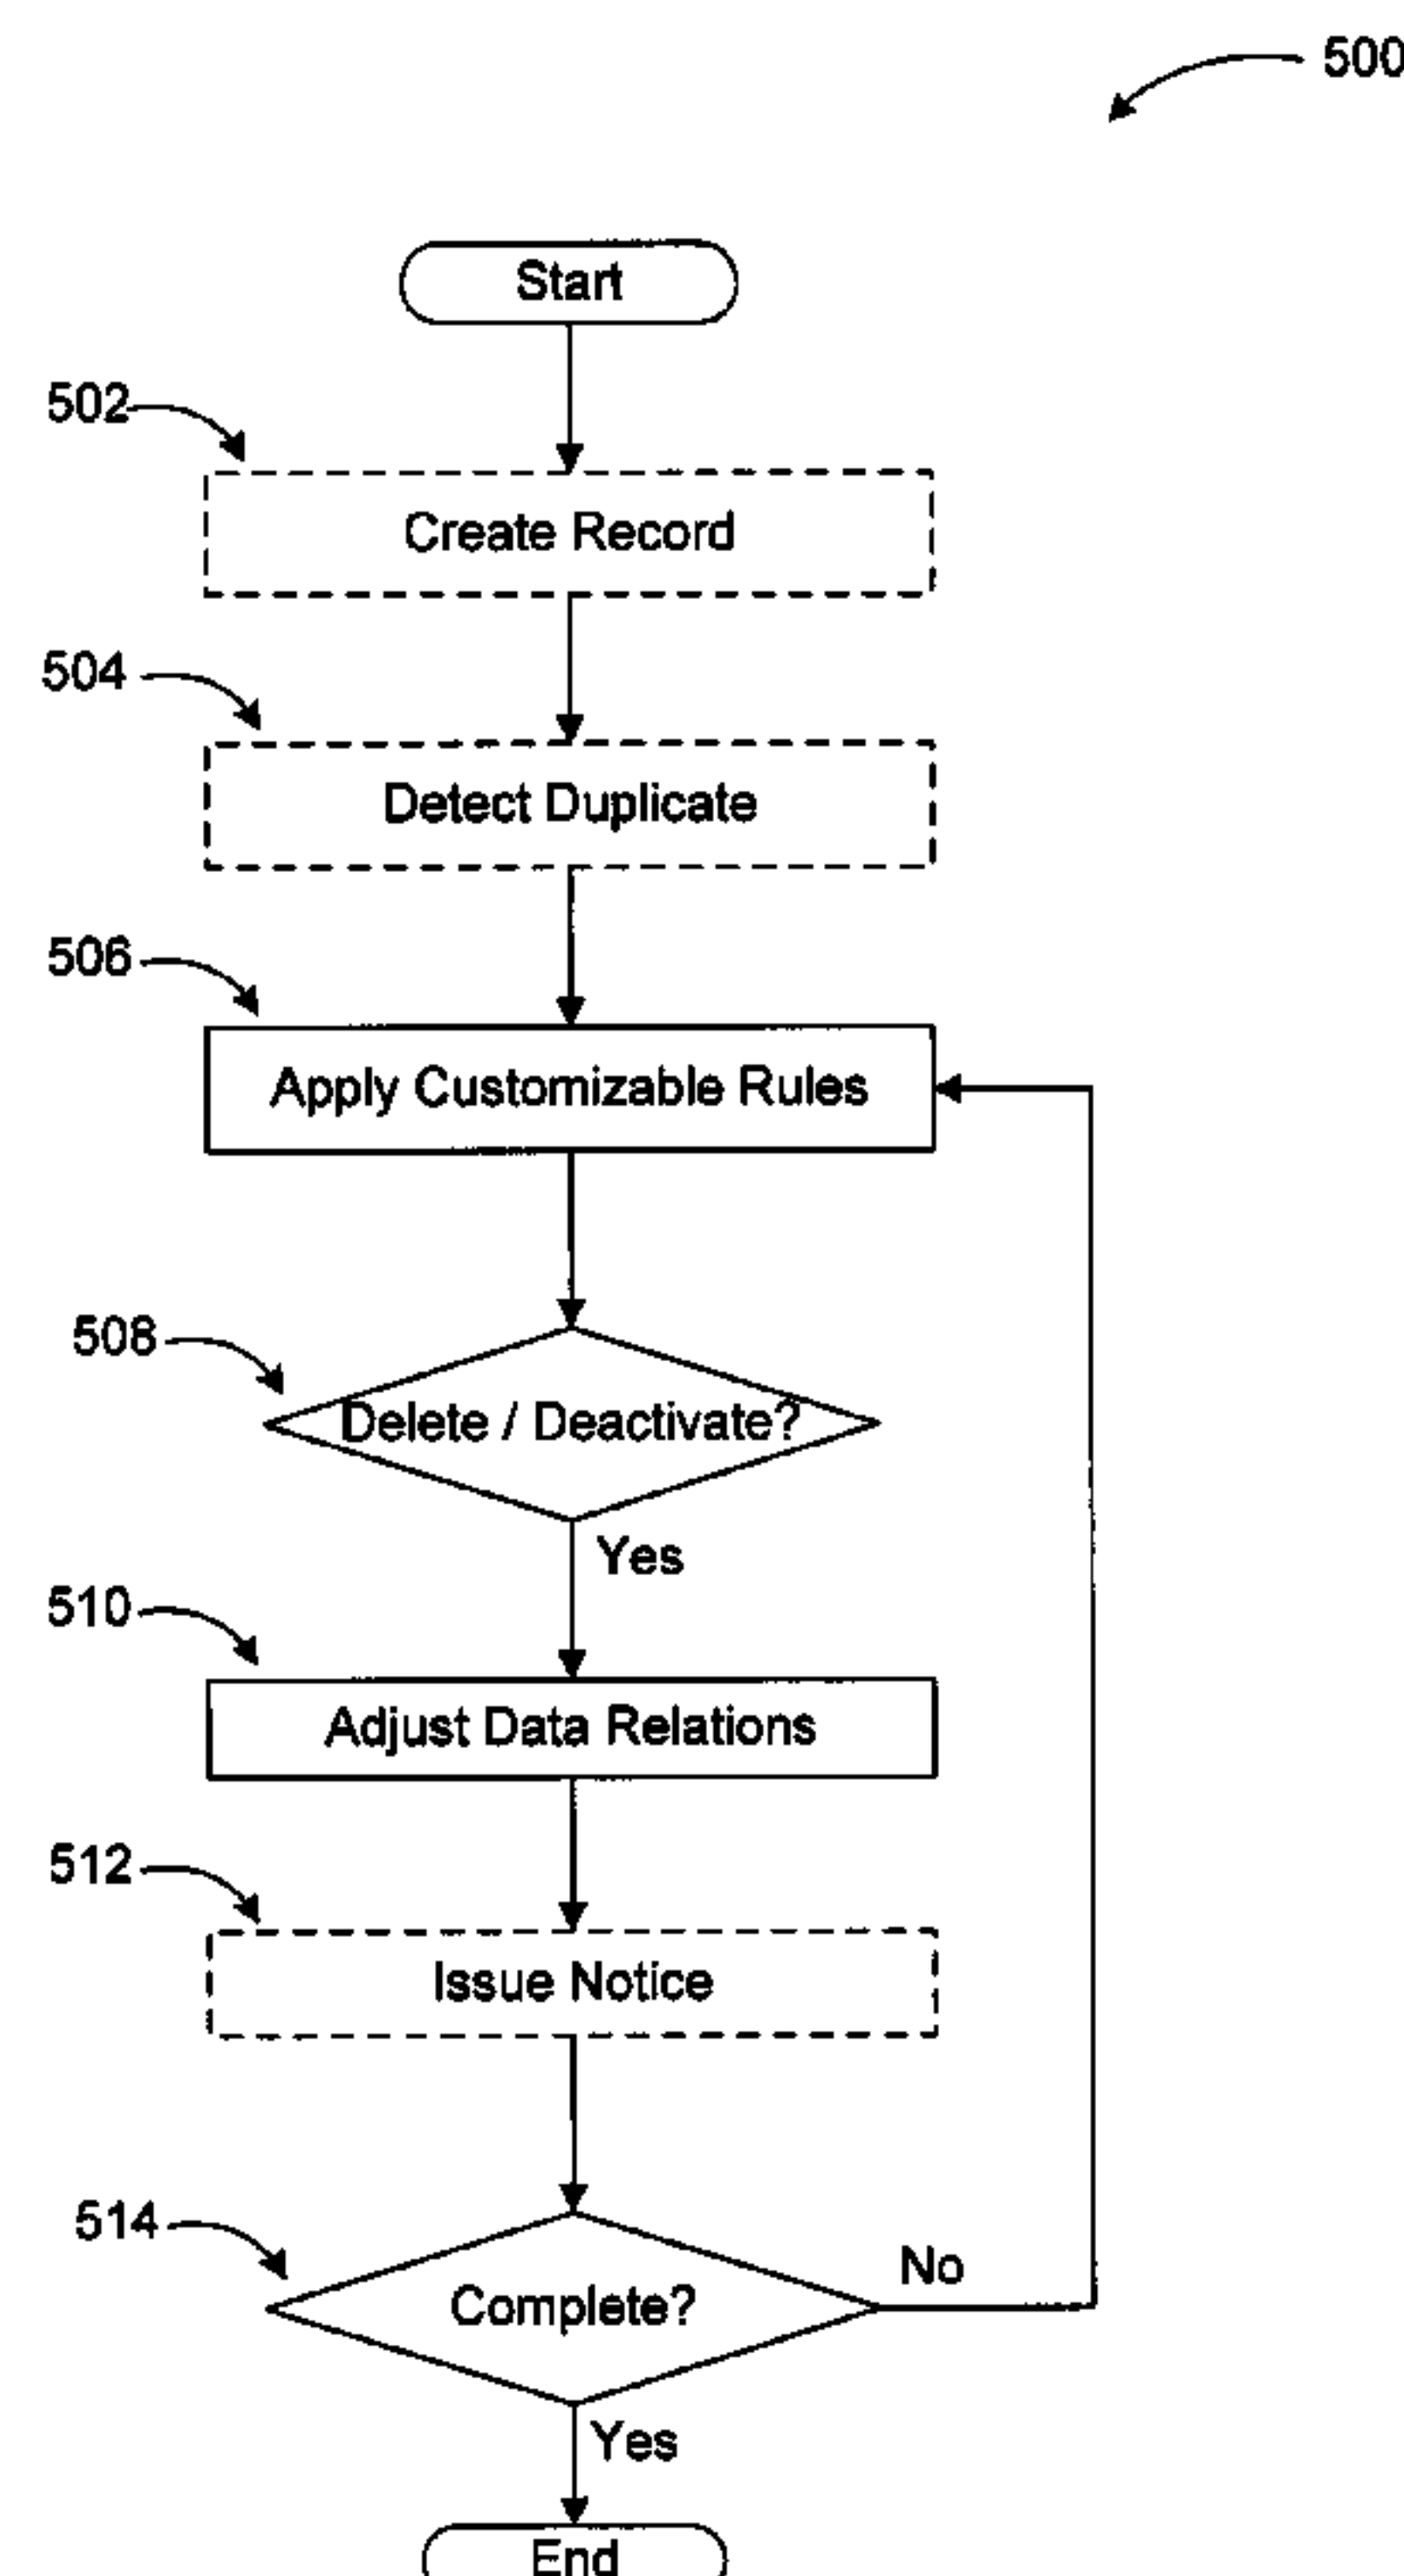 500
Start
502
Create Record
504
Detect Duplicate
506
Apply Customizable Rules
508
Delete / Deactivate?
Yes
510
Adjust Data Relations
512
Issue Notice
514
No
Complete?
Yes
End